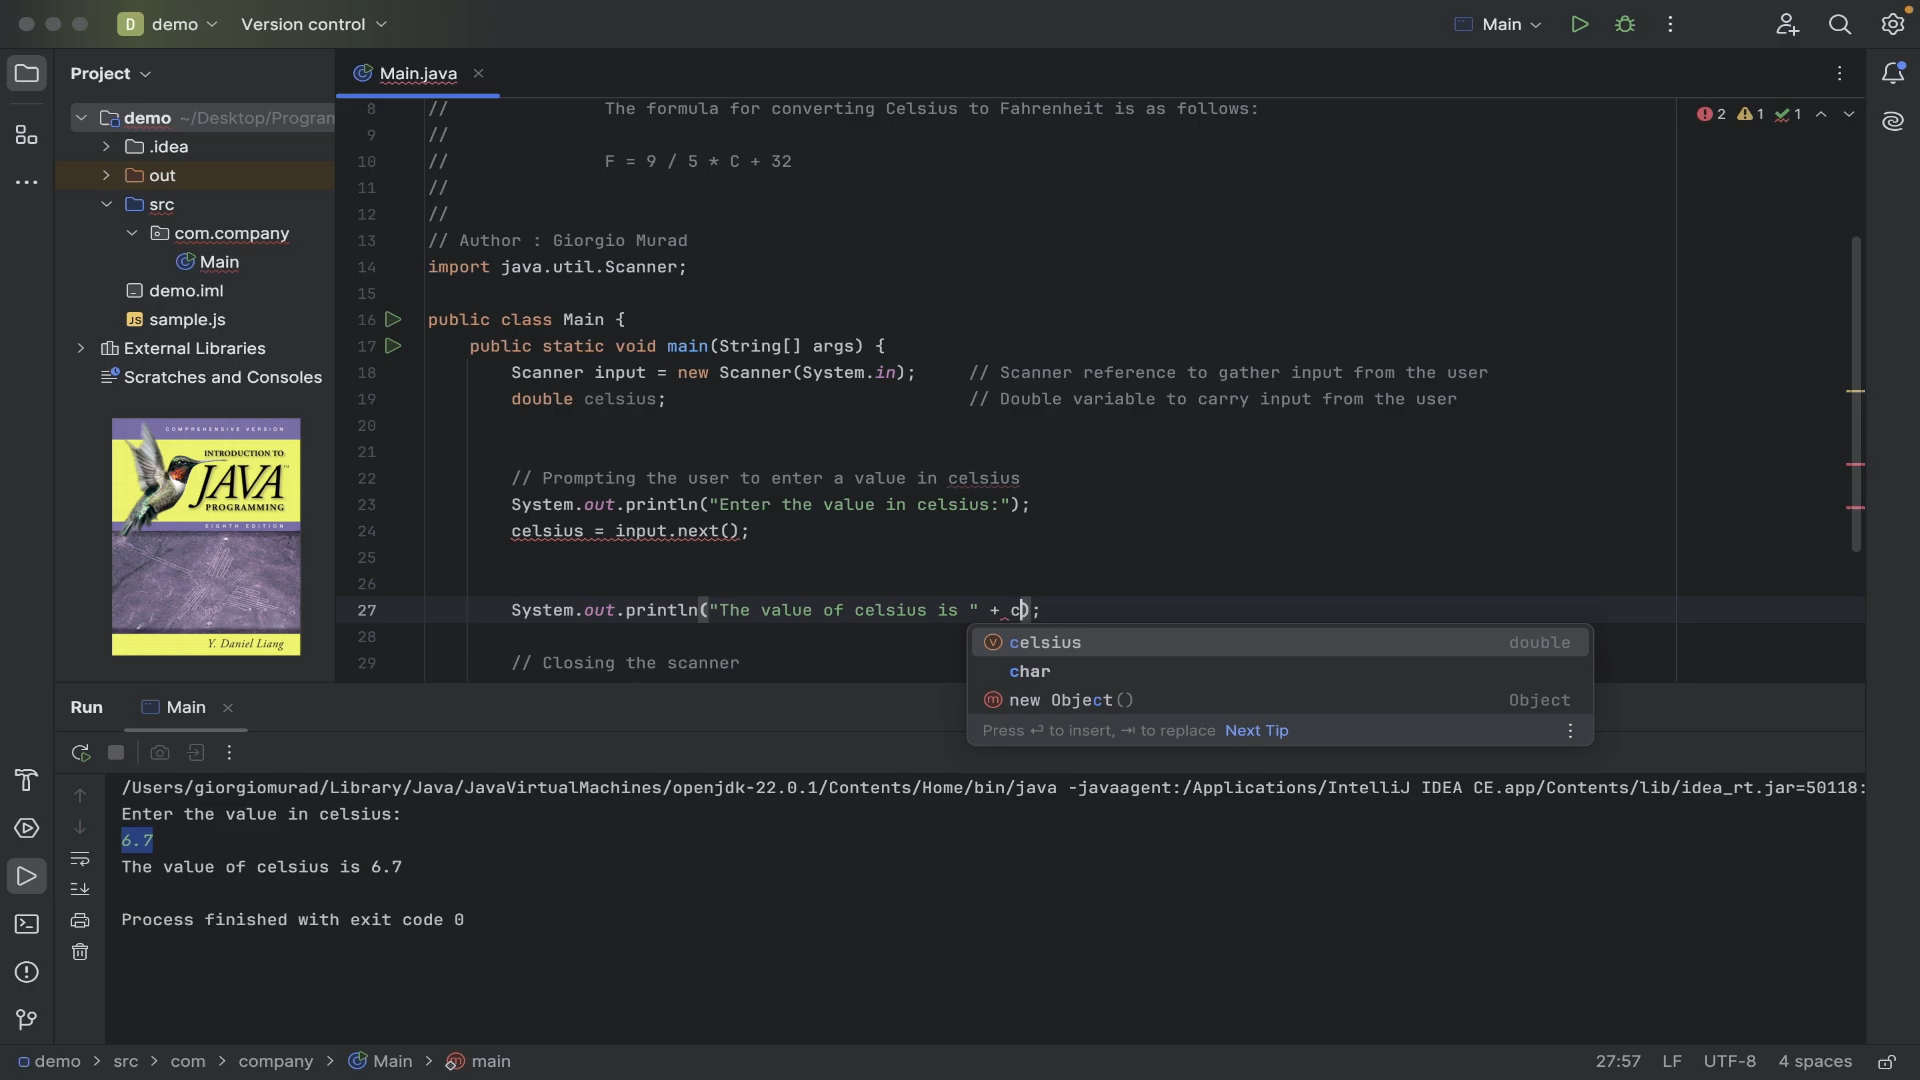 D demo Version control Main
Project
Main.java
demo ~/Desktop/Program
.idea
out
src
com.company
Main
demo.iml
JS sample.js
External Libraries
Scratches and Consoles
COMPREHENSIVE VERSION
INTRODUCTION TO
JAVA™
PROGRAMMING
EIGHTH EDITION
Y. Daniel Liang
2 1 1
8 // The formula for converting Celsius to Fahrenheit is as follows:
9 //
10 // F = 9 / 5 * C + 32
11 //
12 //
13 // Author : Giorgio Murad
14 import java.util.Scanner;
15
16 public class Main {
17 public static void main(String[] args) {
18 Scanner input = new Scanner(System.in); // Scanner reference to gather input from the user
19 double celsius; // Double variable to carry input from the user
20
21
22 // Prompting the user to enter a value in celsius
23 System.out.println("Enter the value in celsius:");
24 celsius = input.next();
25
26
27 System.out.println("The value of celsius is " + c);
28
29 // Closing the scanner
celsius double
char
new Object() Object
Press ⏎ to insert, ⇥ to replace Next Tip
Run Main
/Users/giorgiomurad/Library/Java/JavaVirtualMachines/openjdk-22.0.1/Contents/Home/bin/java -javaagent:/Applications/IntelliJ IDEA CE.app/Contents/lib/idea_rt.jar=50118:
Enter the value in celsius:
6.7
The value of celsius is 6.7
Process finished with exit code 0
demo > src > com > company > Main > main 27:57 LF UTF-8 4 spaces